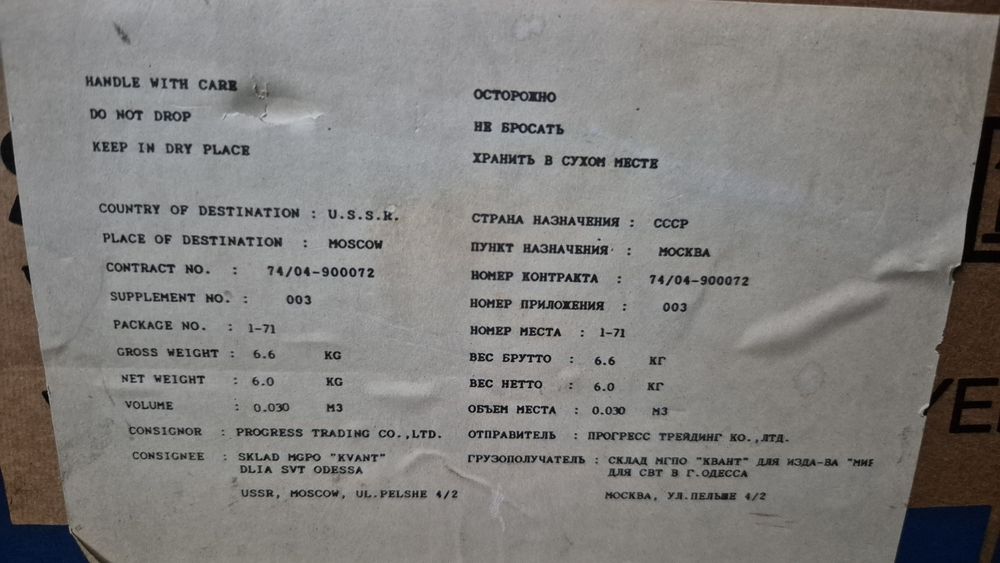 HANDLE WITH CARE
DO NOT DROP
KEEP IN DRY PLACE
ОСТОРОЖНО
НЕ БРОСАТЬ
ХРАНИТЬ В СУХОМ МЕСТЕ
COUNTRY OF DESTINATION : U.S.S.R.
PLACE OF DESTINATION : MOSCOW
CONTRACT NO. : 74/04-900072
SUPPLEMENT NO. : 003
PACKAGE NO. : 1-71
GROSS WEIGHT : 6.6 KG
NET WEIGHT : 6.0 KG
VOLUME : 0.030 M3
CONSIGNOR : PROGRESS TRADING CO.,LTD.
CONSIGNEE : SKLAD MGPO "KVANT"
DLIA SVT ODESSA
USSR, MOSCOW, UL.PELSHE 4/2
СТРАНА НАЗНАЧЕНИЯ : СССР
ПУНКТ НАЗНАЧЕНИЯ : МОСКВА
НОМЕР КОНТРАКТА : 74/04-900072
НОМЕР ПРИЛОЖЕНИЯ : 003
НОМЕР МЕСТА : 1-71
ВЕС БРУТТО : 6.6 КГ
ВЕС НЕТТО : 6.0 КГ
ОБЪЕМ МЕСТА : 0.030 М3
ОТПРАВИТЕЛЬ : ПРОГРЕСС ТРЕЙДИНГ КО.,ЛТД.
ГРУЗОПОЛУЧАТЕЛЬ : СКЛАД МГПО "КВАНТ" ДЛЯ ИЗДА-ВА "МИР
ДЛЯ СВТ В Г.ОДЕССА
МОСКВА, УЛ.ПЕЛЬШЕ 4/2